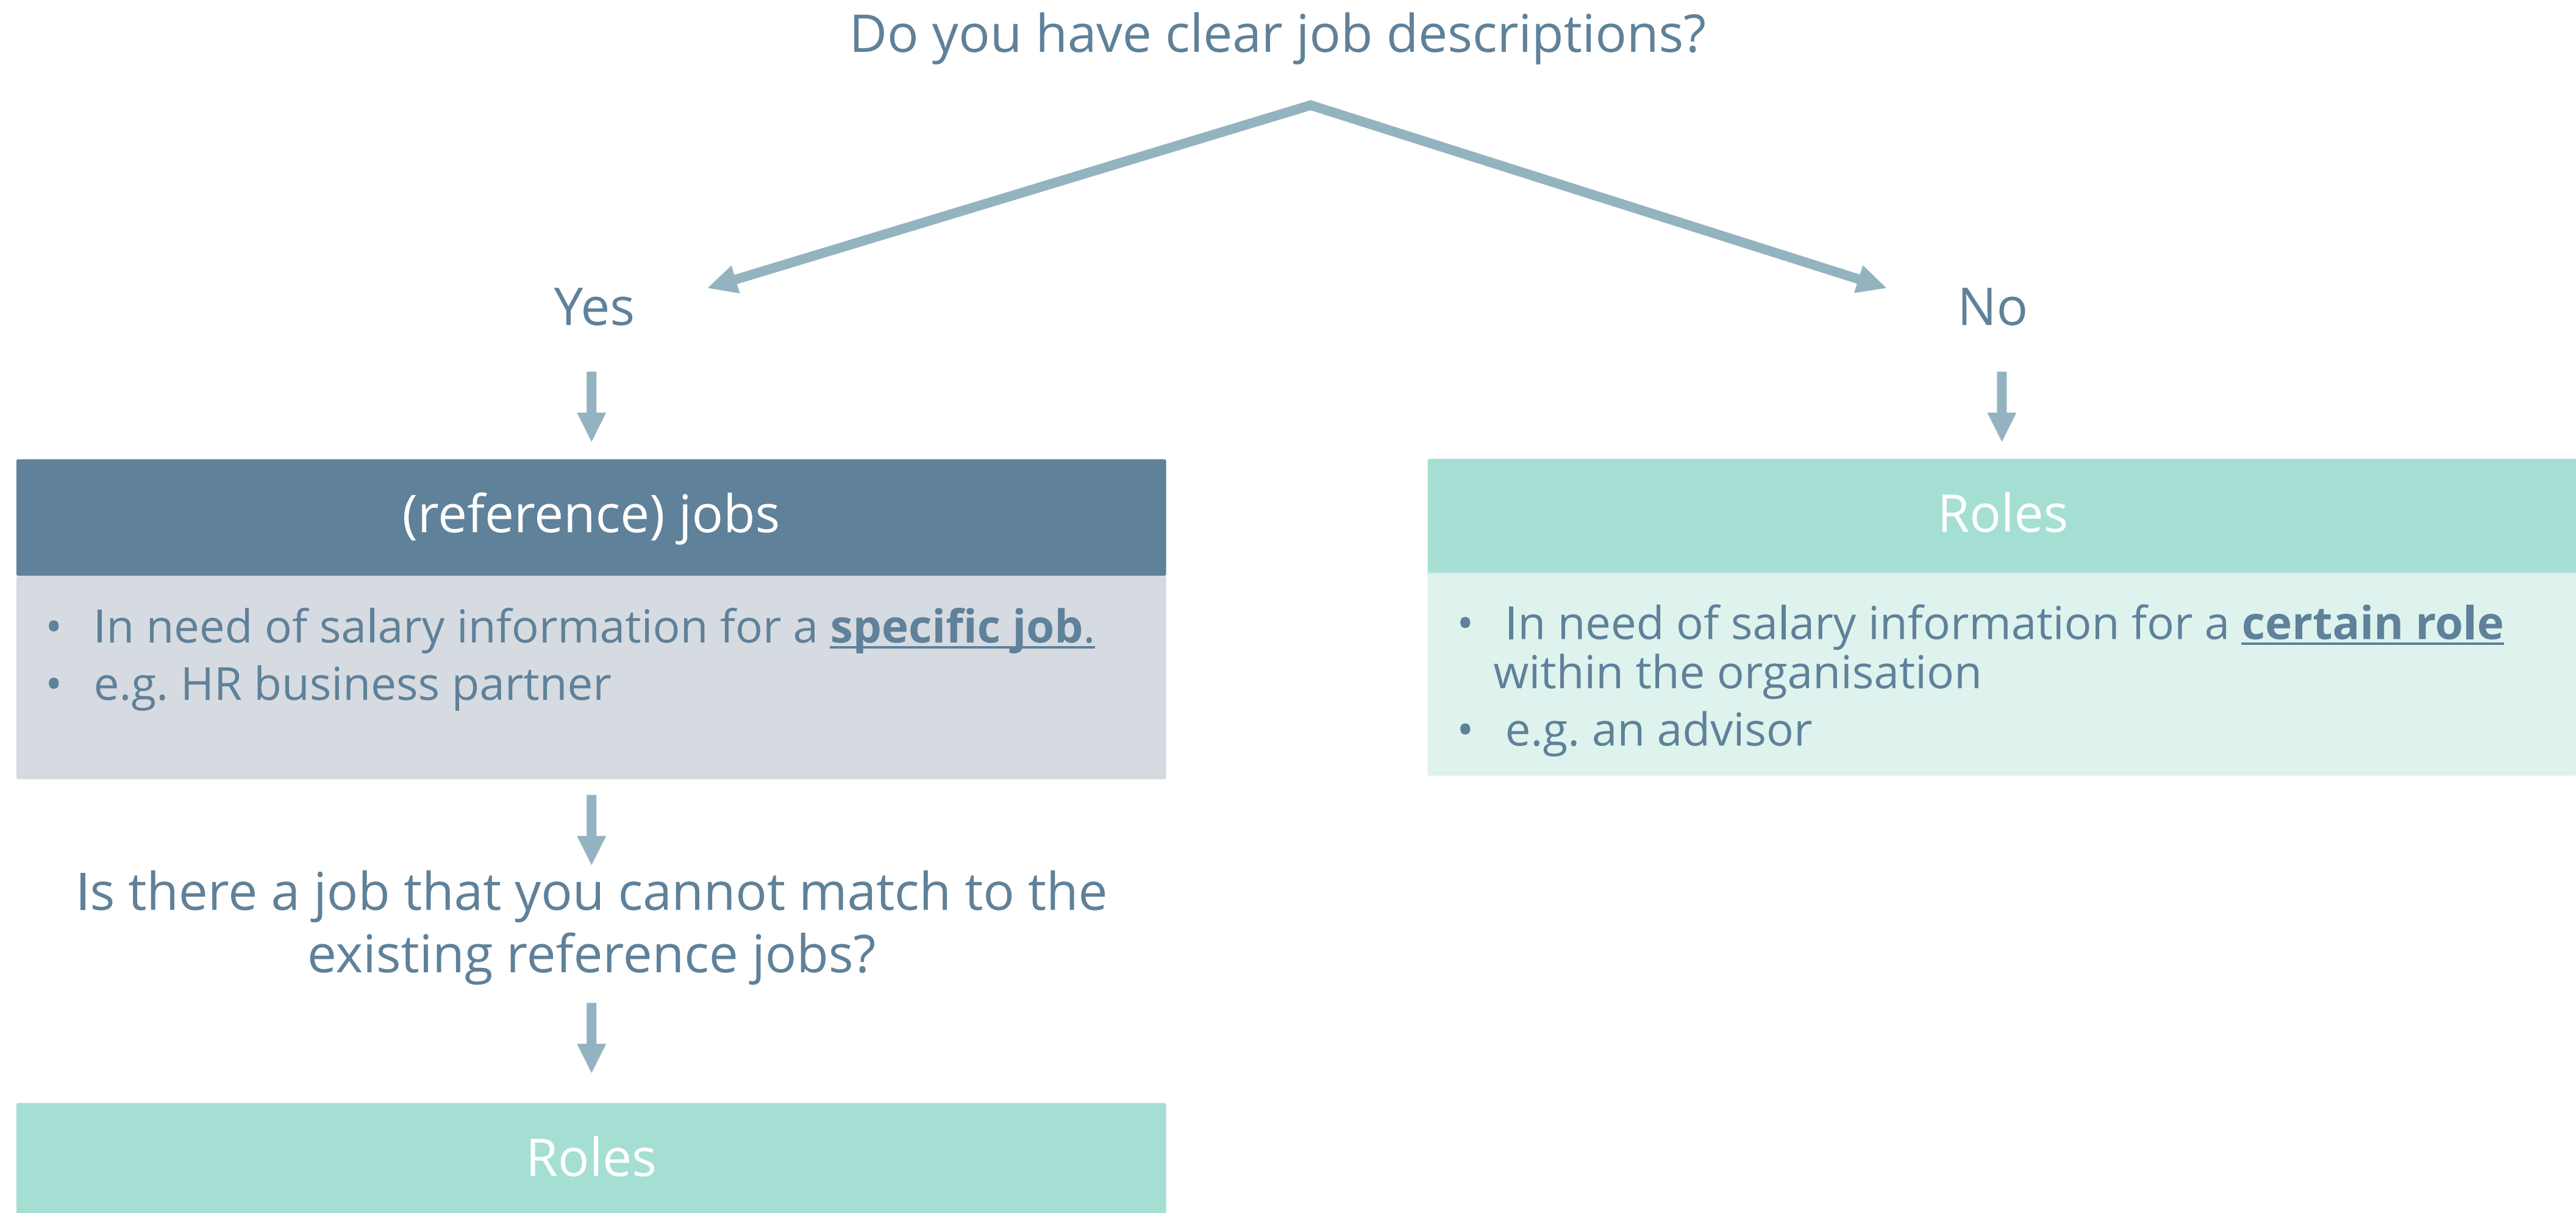 Do you have clear job descriptions?
Yes
No
(reference) jobs
• In need of salary information for a specific job.
• e.g. HR business partner
Roles
• In need of salary information for a certain role
within the organisation
• e.g. an advisor
Is there a job that you cannot match to the
existing reference jobs?
Roles